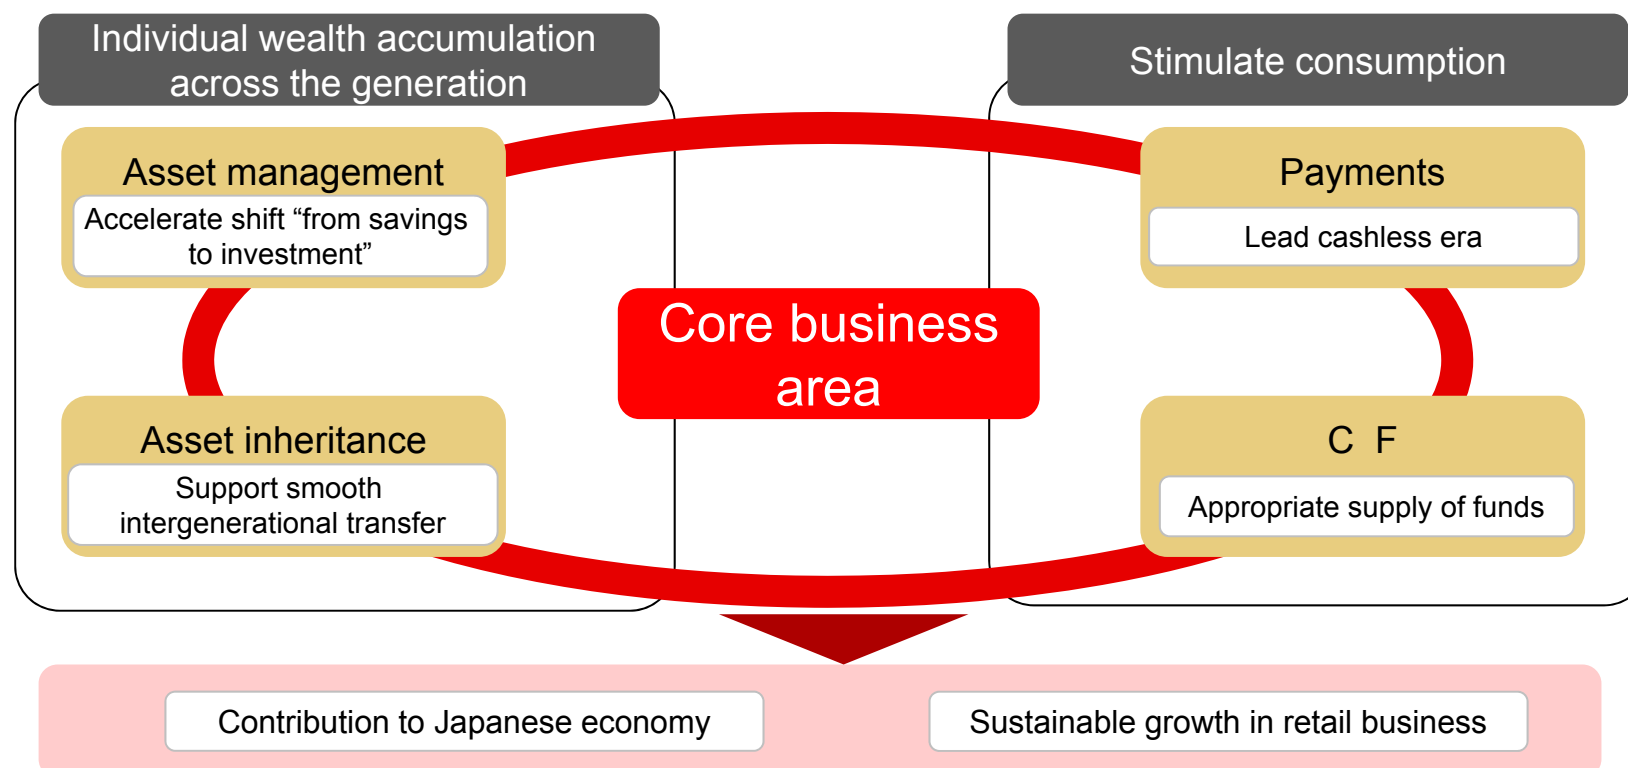 Individual wealth accumulation
across the generation
Stimulate consumption
Asset management
Accelerate shift “from savings
to investment”
Payments
Lead cashless era
Core business
area
Asset inheritance
Support smooth
intergenerational transfer
C F
Appropriate supply of funds
Contribution to Japanese economy
Sustainable growth in retail business